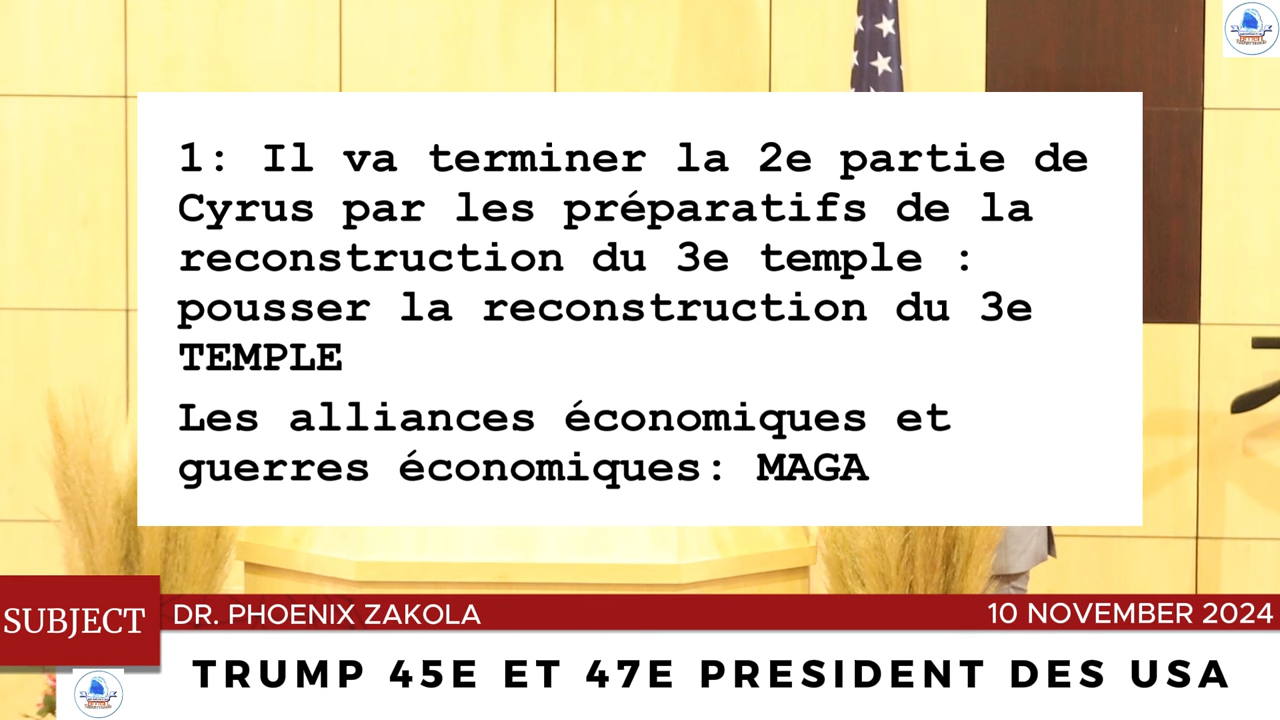 1: Il va terminer la 2e partie de
Cyrus par les préparatifs de la
reconstruction du 3e temple :
pousser la reconstruction du 3e
TEMPLE
Les alliances économiques et
guerres économiques: MAGA
SUBJECT
DR. PHOENIX ZAKOLA
10 NOVEMBER 2024
TRUMP 45E ET 47E PRESIDENT DES USA